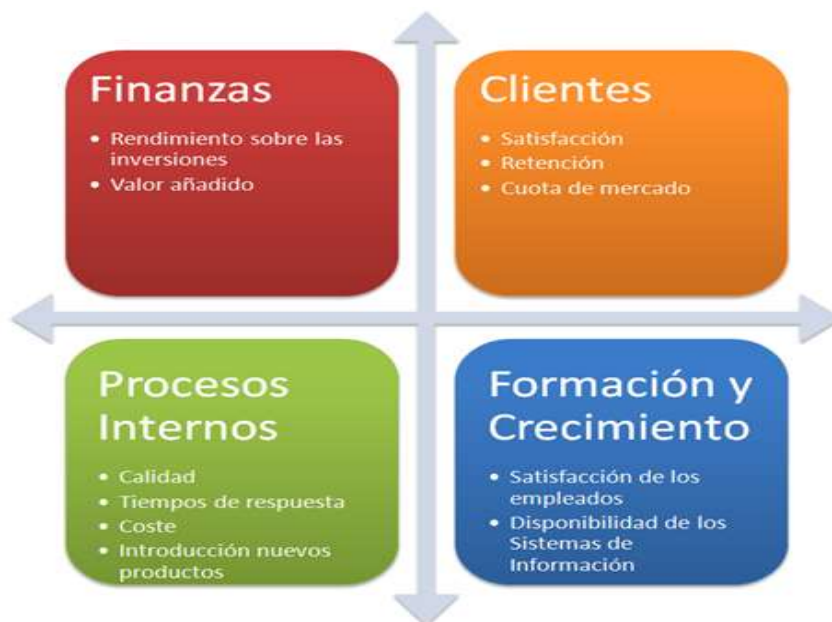 Finanzas
• Rendimiento sobre las
inversiones
• Valor añadido
Clientes
• Satisfacción
• Retención
• Cuota de mercado
Procesos
Internos
• Calidad
• Tiempos de respuesta
• Coste
• Introducción nuevos
productos
Formación y
Crecimiento
• Satisfacción de los
empleados
• Disponibilidad de los
Sistemas de
Información